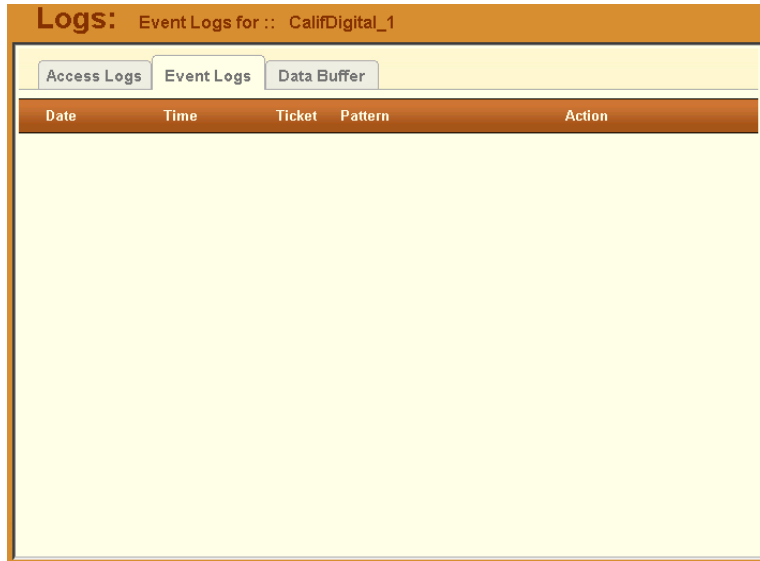 Logs: Event Logs for :: CalifDigital_1
Access Logs Event Logs Data Buffer
Date Time Ticket Pattern Action